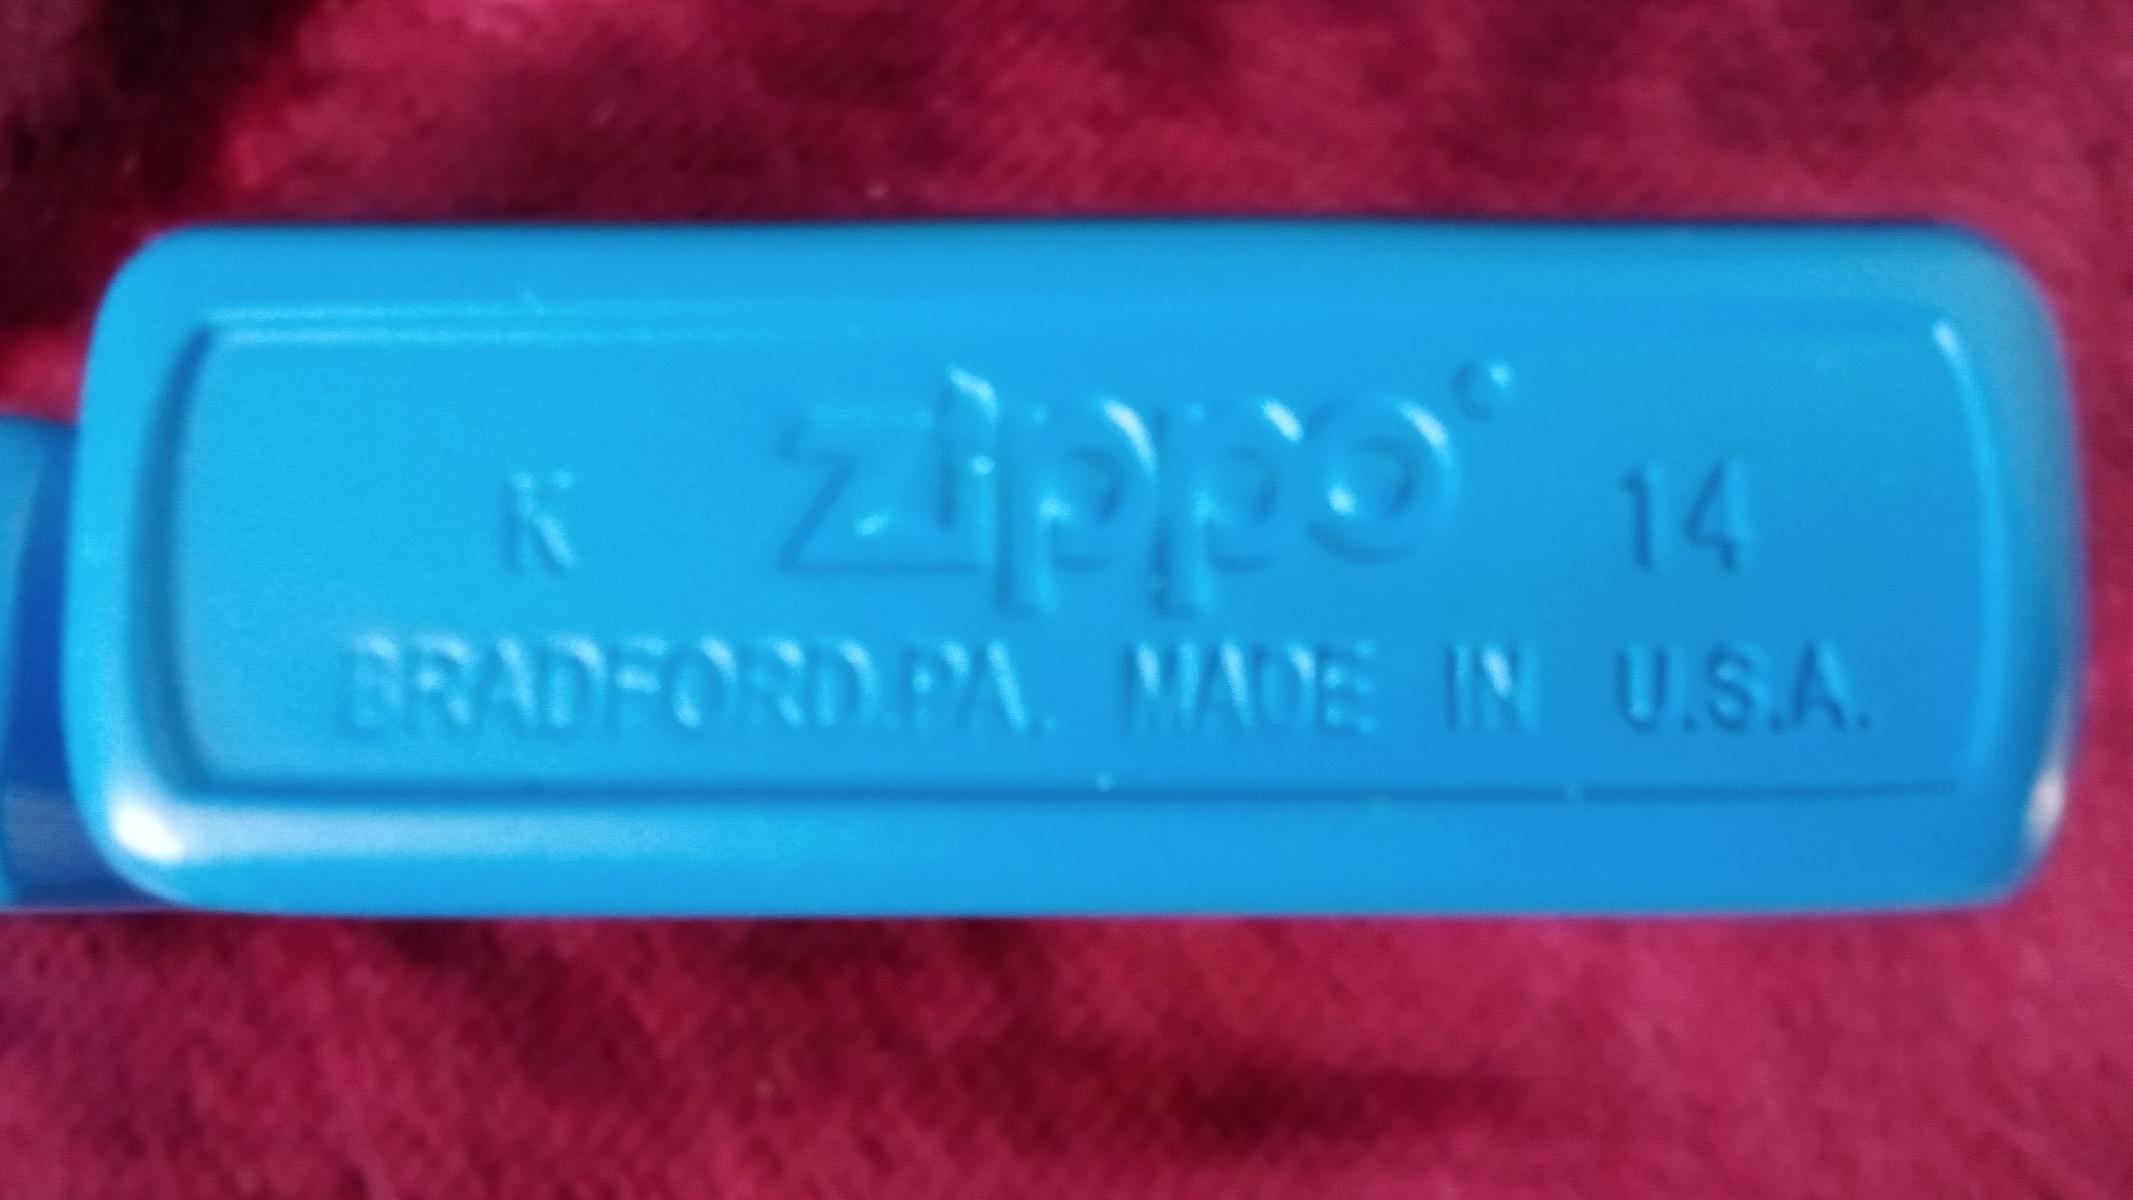 K zippo 14
BRADFORD.PA. MADE IN U.S.A.